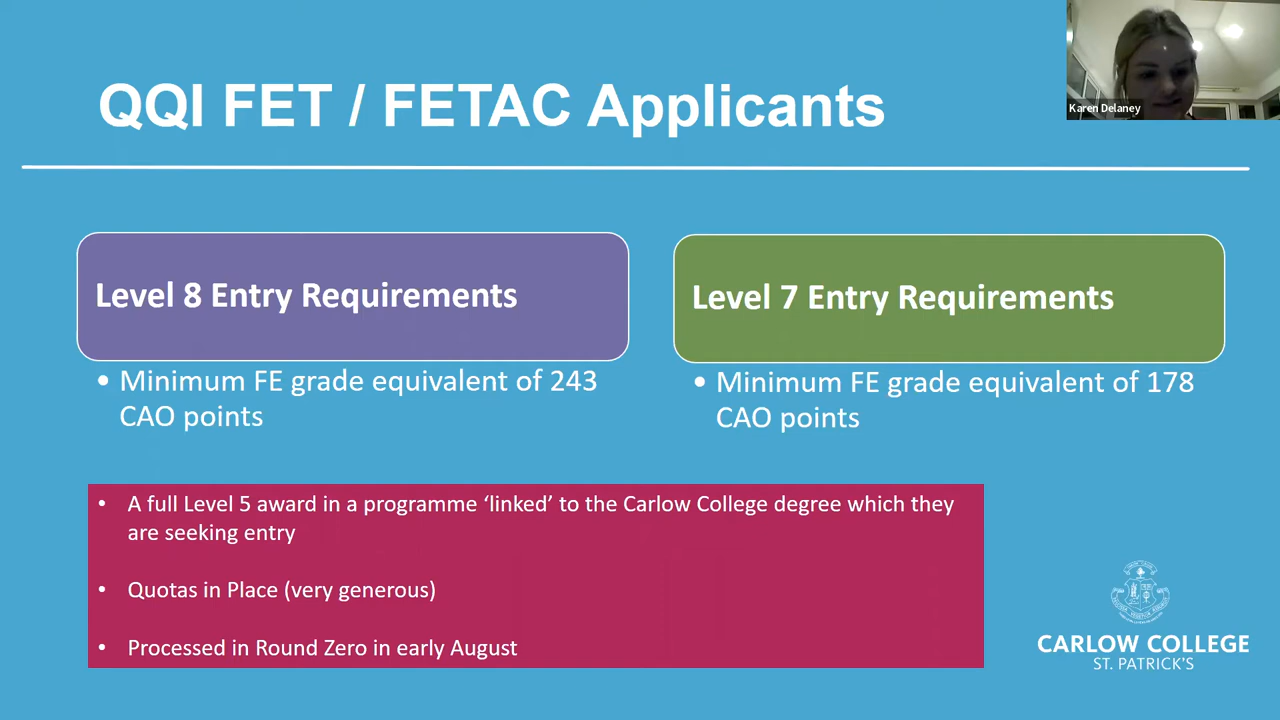 QQI FET / FETAC Applicants
Karen Delaney
Level 8 Entry Requirements
• Minimum FE grade equivalent of 243
CAO points
Level 7 Entry Requirements
• Minimum FE grade equivalent of 178
CAO points
• A full Level 5 award in a programme ‘linked’ to the Carlow College degree which they
are seeking entry
• Quotas in Place (very generous)
• Processed in Round Zero in early August
CARLOW COLLEGE
ST. PATRICK'S